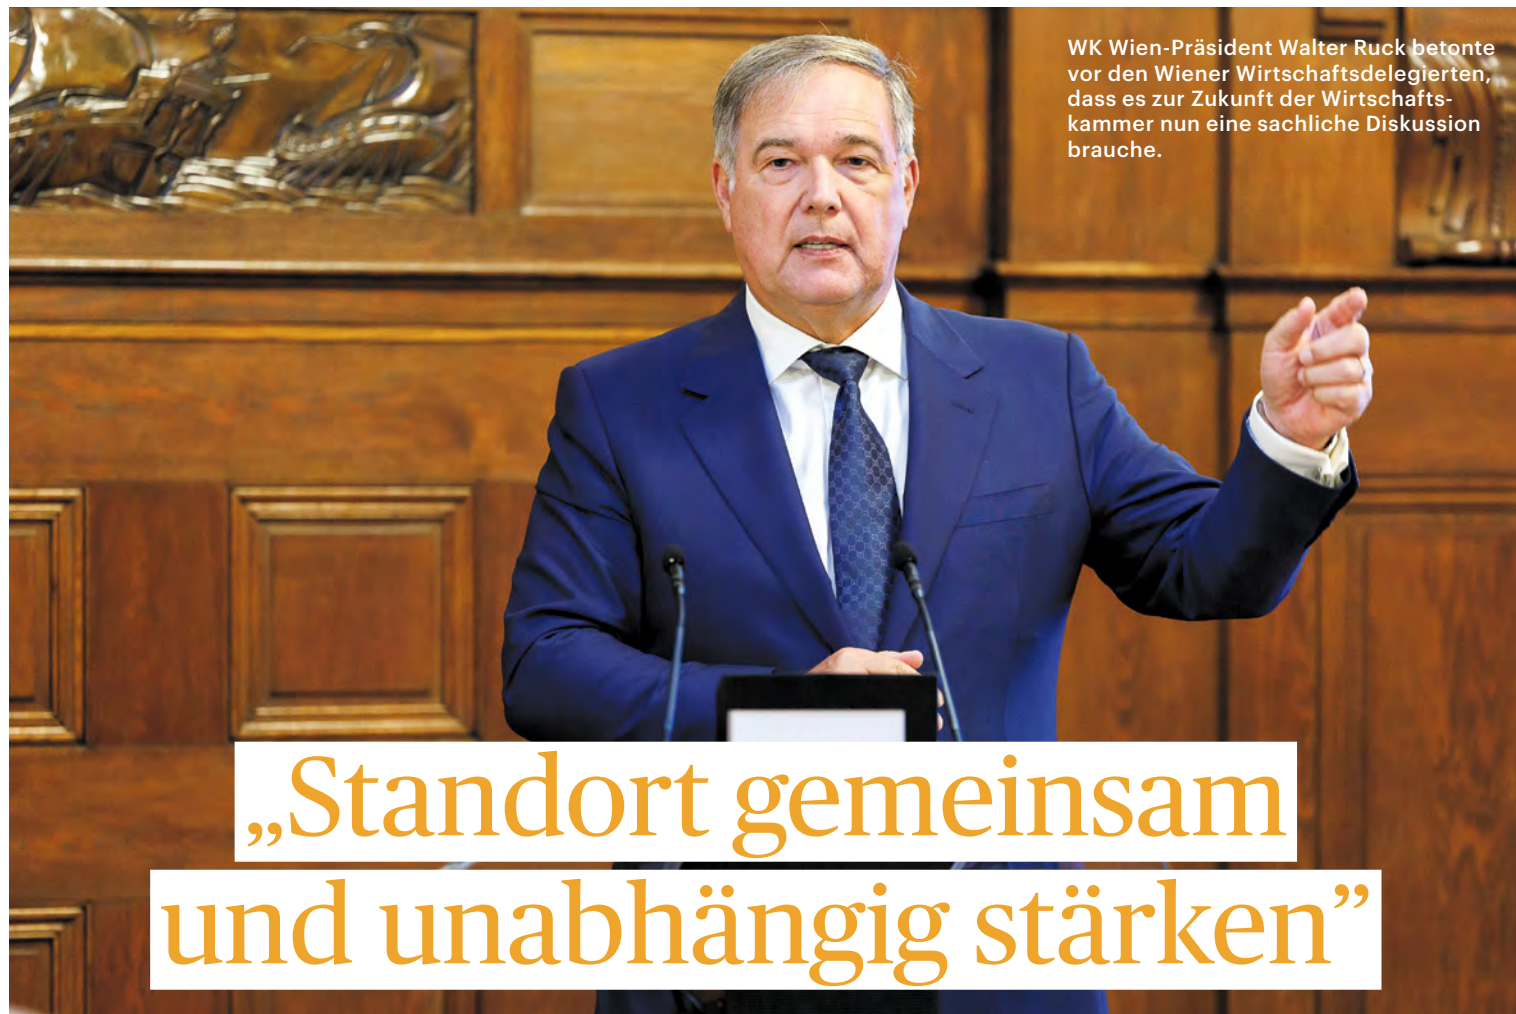 WK Wien-Präsident Walter Ruck betonte
vor den Wiener Wirtschaftsdelegierten,
dass es zur Zukunft der Wirtschafts-
kammer nun eine sachliche Diskussion
brauche.
„Standort gemeinsam
und unabhängig stärken”